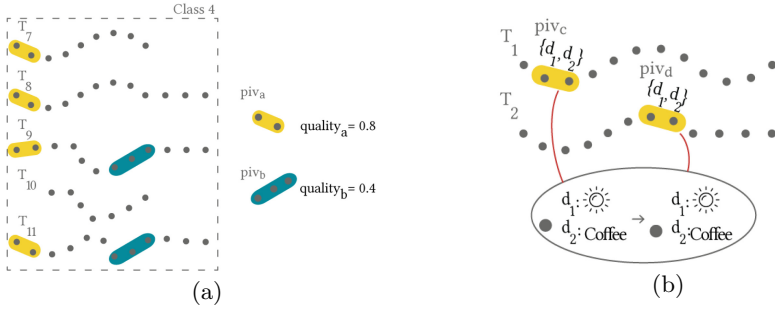 Class 4
T7
T8
T9
T10
T11
piva
qualitya = 0.8
pivb
qualityb = 0.4
(a)
pivc
{d1, d2}
T1
pivd
{d1, d2}
T2
d1: → d1:
d2: Coffee d2: Coffee
(b)